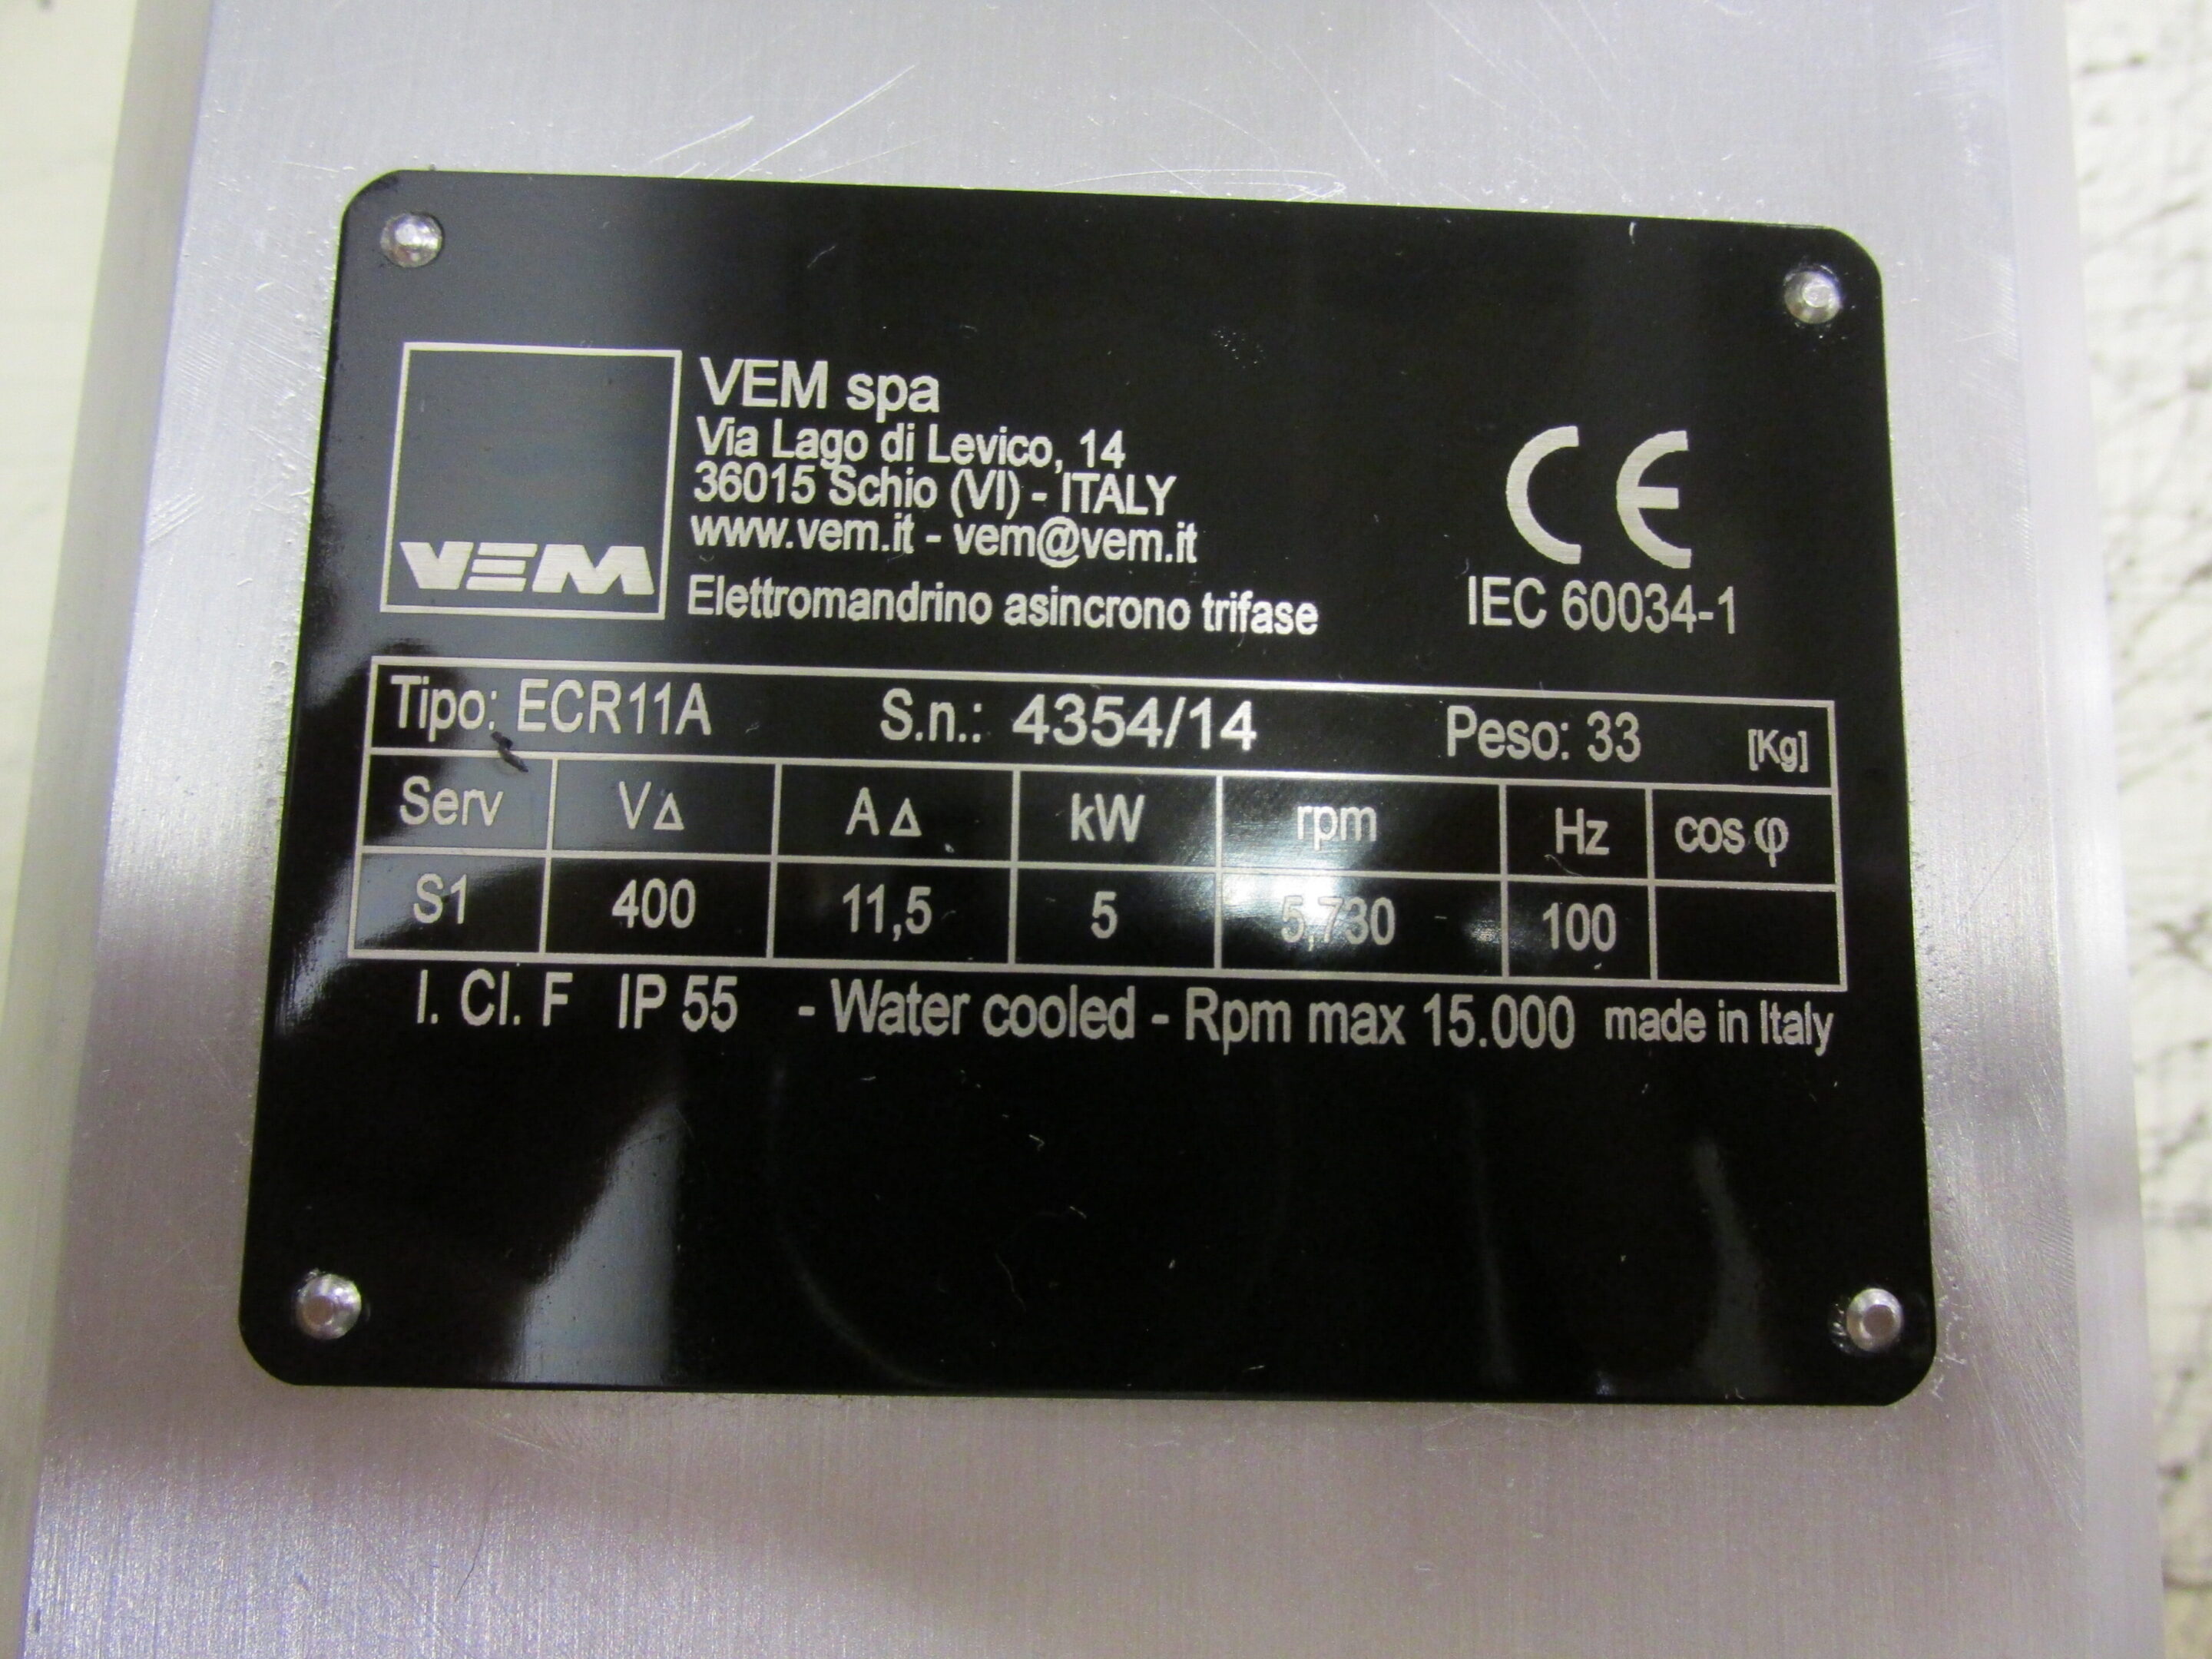 VEM
VEM spa
Via Lago di Levico, 14
36015 Schio (VI) - ITALY
www.vem.it - vem@vem.it
Elettromandrino asincrono trifase
CE
IEC 60034-1
Tipo: ECR11A S.n.: 4354/14 Peso: 33 [Kg]
Serv V∆ A∆ kW rpm Hz cos φ
S1 400 11,5 5 5,730 100
I. Cl. F IP 55 - Water cooled - Rpm max 15.000 made in Italy